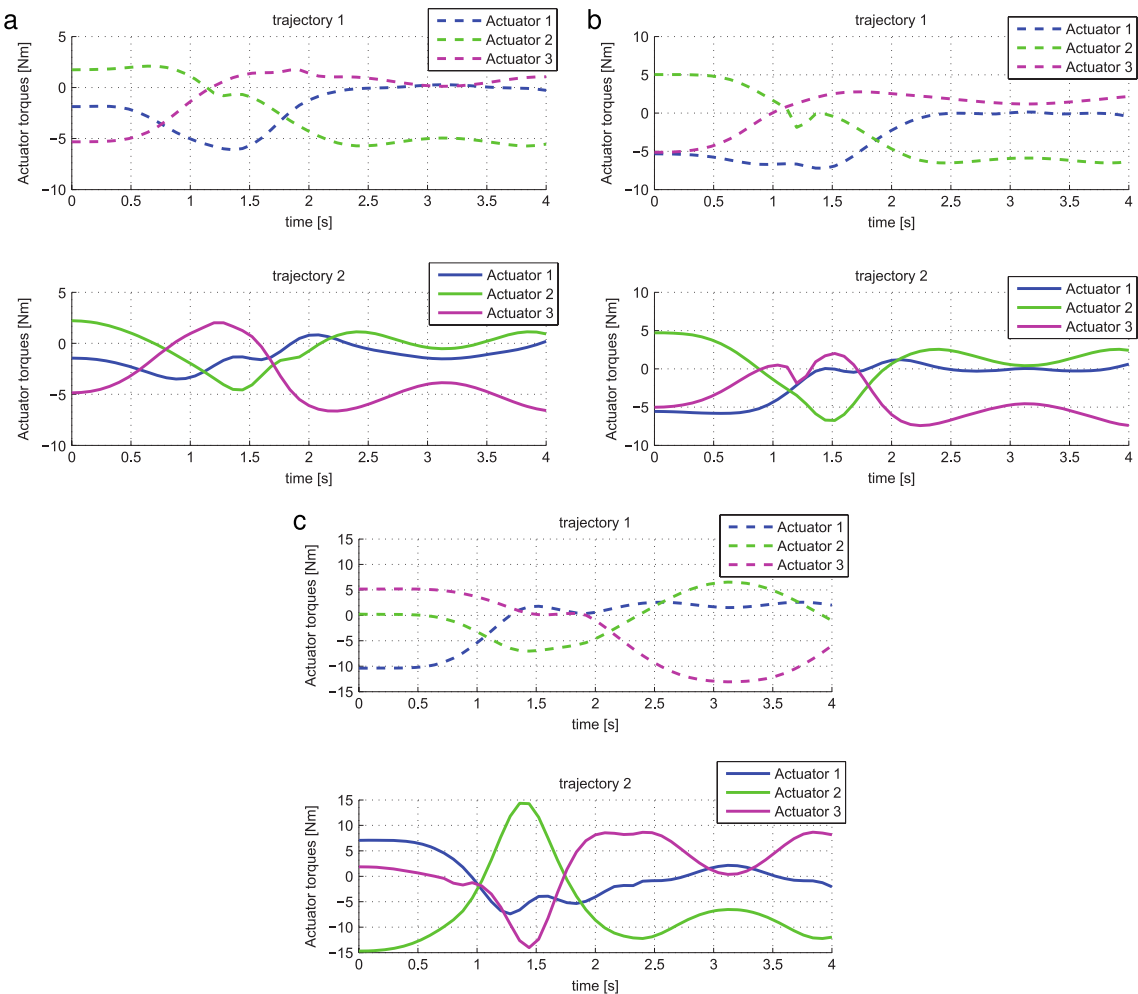 a
trajectory 1
Actuator 1
Actuator 2
Actuator 3
Actuator torques [Nm]
5
0
−5
−10
0 0.5 1 1.5 2 2.5 3 3.5 4
time [s]
trajectory 2
Actuator 1
Actuator 2
Actuator 3
Actuator torques [Nm]
5
0
−5
−10
0 0.5 1 1.5 2 2.5 3 3.5 4
time [s]
b
trajectory 1
Actuator 1
Actuator 2
Actuator 3
Actuator torques [Nm]
10
5
0
−5
−10
0 0.5 1 1.5 2 2.5 3 3.5 4
time [s]
trajectory 2
Actuator 1
Actuator 2
Actuator 3
Actuator torques [Nm]
10
5
0
−5
−10
0 0.5 1 1.5 2 2.5 3 3.5 4
time [s]
c
trajectory 1
Actuator 1
Actuator 2
Actuator 3
Actuator torques [Nm]
15
10
5
0
−5
−10
−15
0 0.5 1 1.5 2 2.5 3 3.5 4
time [s]
trajectory 2
Actuator 1
Actuator 2
Actuator 3
Actuator torques [Nm]
15
10
5
0
−5
−10
15
0 0.5 1 1.5 2 2.5 3 3.5 4
time [s]